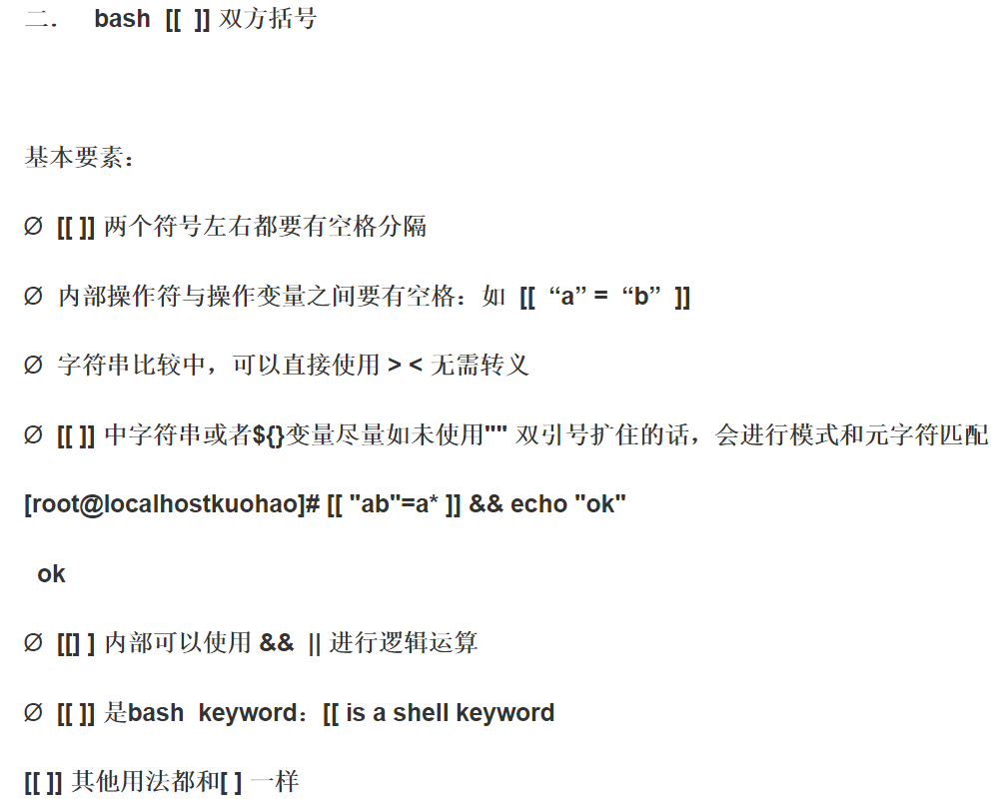 二． bash [[ ]] 双方括号
基本要素：
Ø [[ ]] 两个符号左右都要有空格分隔
Ø 内部操作符与操作变量之间要有空格：如 [[ “a” = “b” ]]
Ø 字符串比较中，可以直接使用 > < 无需转义
Ø [[ ]] 中字符串或者${}变量尽量如未使用"" 双引号扩住的话，会进行模式和元字符匹配
[root@localhostkuohao]# [[ "ab"=a* ]] && echo "ok"
ok
Ø [[] ] 内部可以使用 && || 进行逻辑运算
Ø [[ ]] 是bash keyword：[[ is a shell keyword
[[ ]] 其他用法都和[ ] 一样